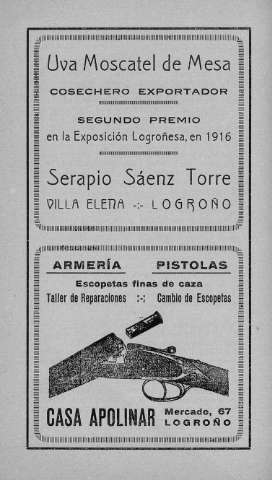 Uva Moscatel de Mesa
COSECHERO EXPORTADOR
SEGUNDO PREMIO
en la Exposición Logroñesa, en 1916
Serapio Sáenz Torre
VILLA ELENA -:- LOGROÑO
ARMERÍA PISTOLAS
Escopetas finas de caza
Taller de Reparaciones :-: Cambio de Escopetas
CASA APOLINAR Mercado, 67
LOGROÑO